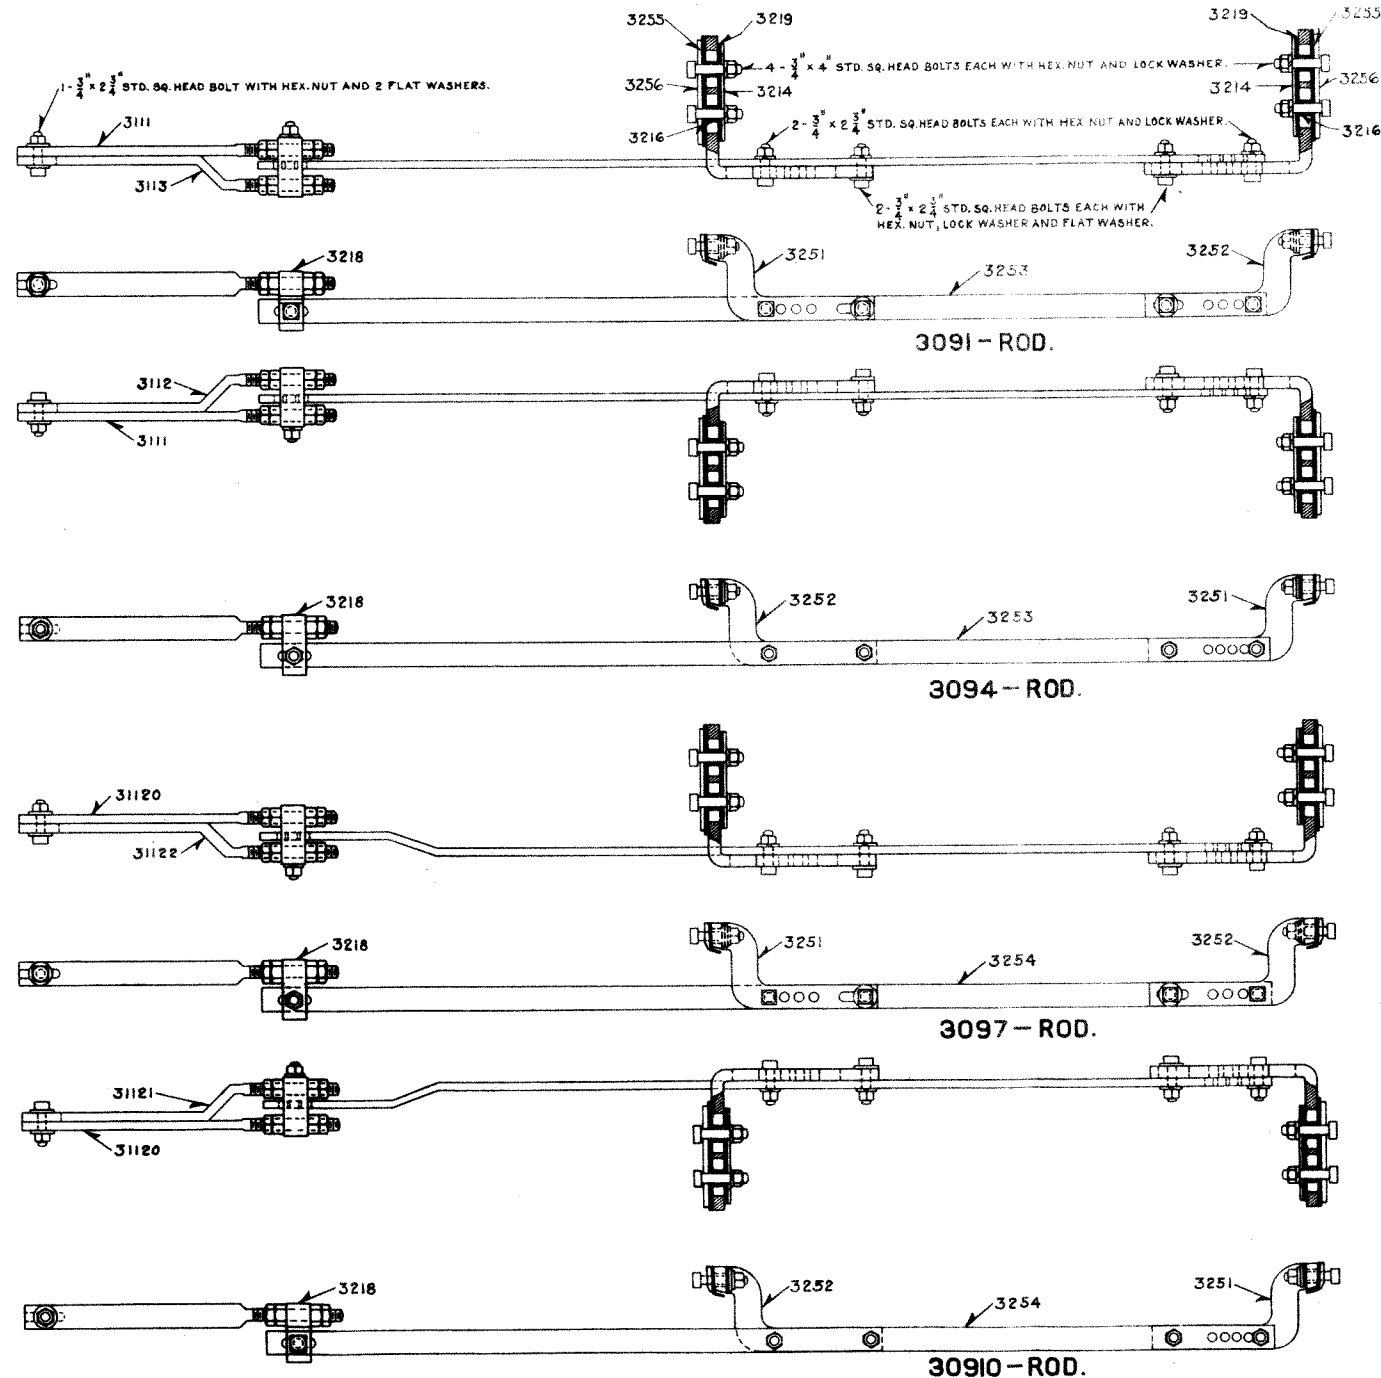 3255 3219 3219 3255
4-3/4" x 4" STD. SQ. HEAD BOLTS EACH WITH HEX. NUT AND LOCK WASHER.
1-3/4" x 2 3/4" STD. SQ. HEAD BOLT WITH HEX. NUT AND 2 FLAT WASHERS.
3256 3214 3214 3256
3111
2-3/4" x 2 3/4" STD. SQ. HEAD BOLTS EACH WITH HEX NUT AND LOCK WASHER.
3216 3216
3113
2-3/4" x 2 3/4" STD. SQ. HEAD BOLTS EACH WITH
HEX. NUT, LOCK WASHER AND FLAT WASHER.
3218 3251 3253 3252
3091-ROD.
3112
3111
3218 3252 3253 3251
3094-ROD.
31120
31122
3218 3251 3254 3252
3097-ROD.
31121
31120
3218 3252 3254 3251
30910-ROD.